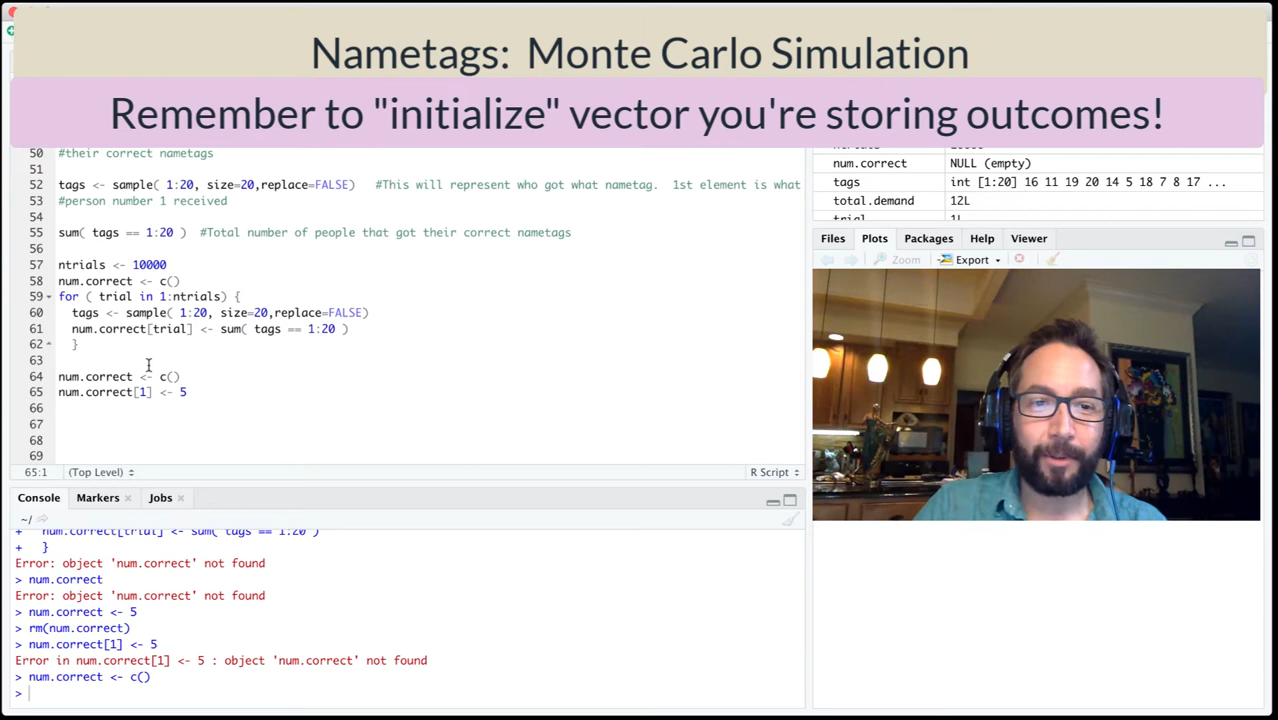 Nametags: Monte Carlo Simulation
Remember to "initialize" vector you're storing outcomes!
50 #their correct nametags
51
52 tags <- sample( 1:20, size=20,replace=FALSE) #This will represent who got what nametag. 1st element is what
53 #person number 1 received
54
55 sum( tags == 1:20 ) #Total number of people that got their correct nametags
56
57 ntrials <- 10000
58 num.correct <- c()
59 for ( trial in 1:ntrials) {
60 tags <- sample( 1:20, size=20,replace=FALSE)
61 num.correct[trial] <- sum( tags == 1:20 )
62 }
63
64 num.correct <- c()
65 num.correct[1] <- 5
66
67
68
69
65:1 (Top Level) R Script
Console Markers Jobs
~/
+ num.correct[trial] <- sum( tags == 1:20 )
+ }
Error: object 'num.correct' not found
> num.correct
Error: object 'num.correct' not found
> num.correct <- 5
> rm(num.correct)
> num.correct[1] <- 5
Error in num.correct[1] <- 5 : object 'num.correct' not found
> num.correct <- c()
>
num.correct NULL (empty)
tags int [1:20] 16 11 19 20 14 5 18 7 8 17 ...
total.demand 12L
trial 1L
Files Plots Packages Help Viewer
Zoom Export